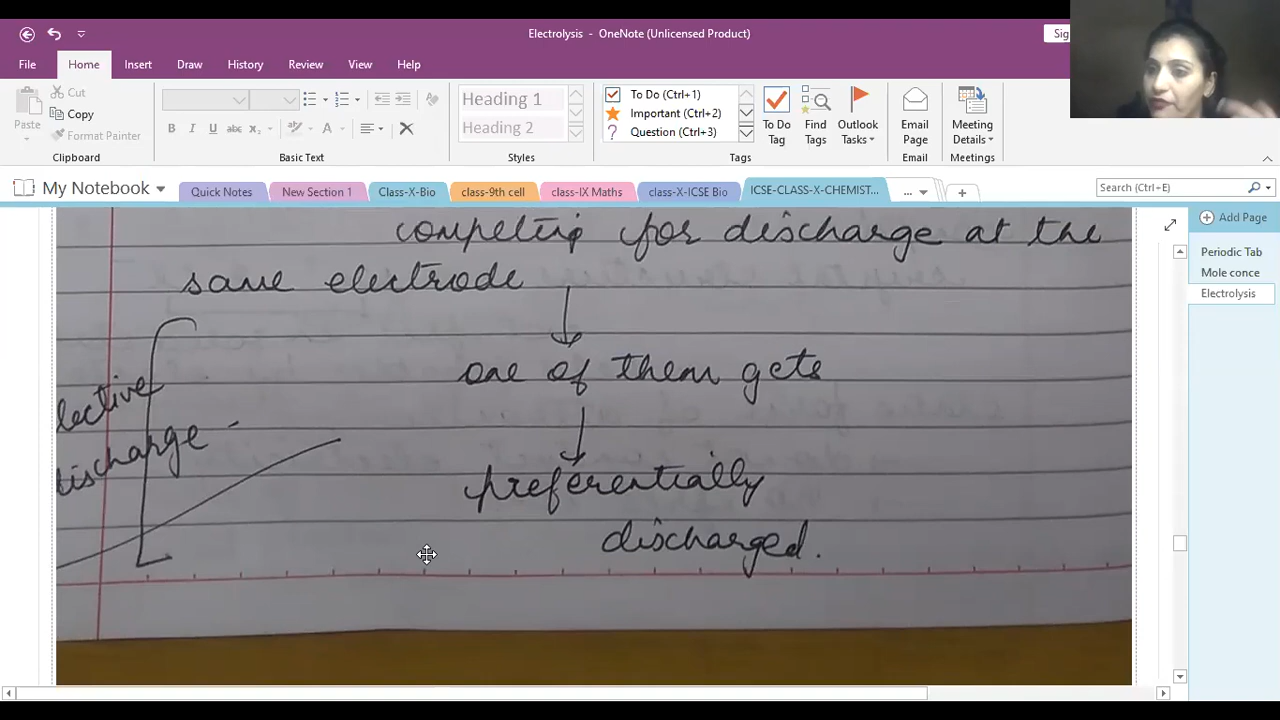 Electrolysis - OneNote (Unlicensed Product)
File Home Insert Draw History Review View Help
Paste
Cut
Copy
Format Painter
Clipboard
B I U abc
Basic Text
Heading 1
Heading 2
Styles
To Do (Ctrl+1)
Important (Ctrl+2)
Question (Ctrl+3)
To Do Tag
Find Tags
Outlook Tasks
Tags
Email Page
Email
Meeting Details
Meetings
My Notebook
Quick Notes New Section 1 Class-X-Bio class-9th cell class-IX Maths class-X-ICSE Bio ICSE-CLASS-X-CHEMIST...
Search (Ctrl+E)
Add Page
Periodic Tab
Mole conce
Electrolysis
competing for discharge at the
same electrode
one of them gets
lective
discharge -
preferentially
discharged.